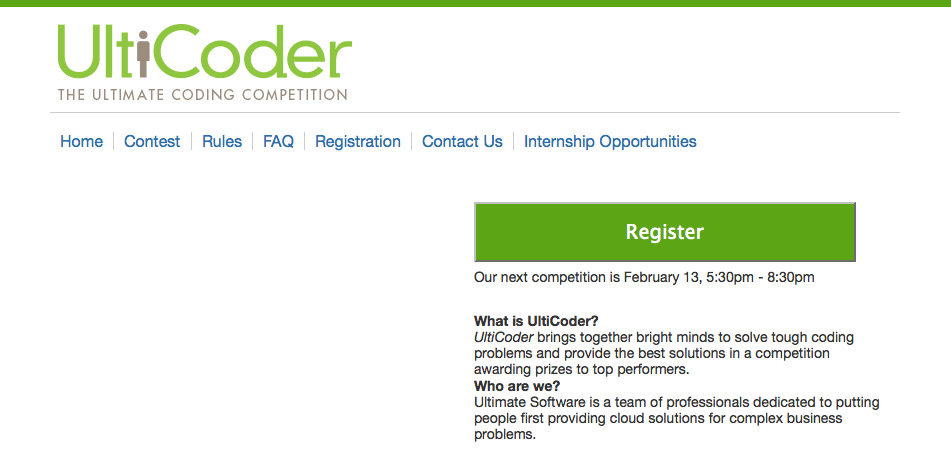 UltiCoder
THE ULTIMATE CODING COMPETITION
Home Contest Rules FAQ Registration Contact Us Internship Opportunities
Register
Our next competition is February 13, 5:30pm - 8:30pm
What is UltiCoder?
UltiCoder brings together bright minds to solve tough coding
problems and provide the best solutions in a competition
awarding prizes to top performers.
Who are we?
Ultimate Software is a team of professionals dedicated to putting
people first providing cloud solutions for complex business
problems.